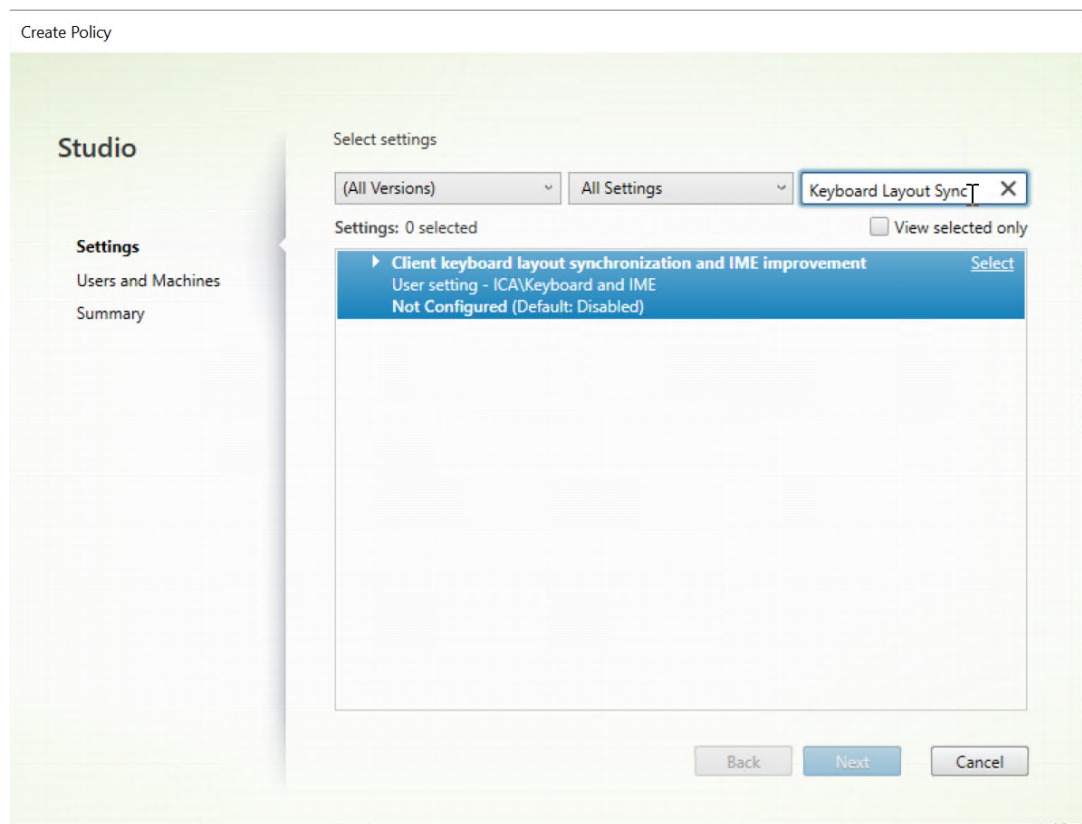 Create Policy
Studio
Settings
Users and Machines
Summary
Select settings
(All Versions)
All Settings
Keyboard Layout Sync
Settings: 0 selected
View selected only
Client keyboard layout synchronization and IME improvement
Select
User setting - ICA\Keyboard and IME
Not Configured (Default: Disabled)
Back
Next
Cancel